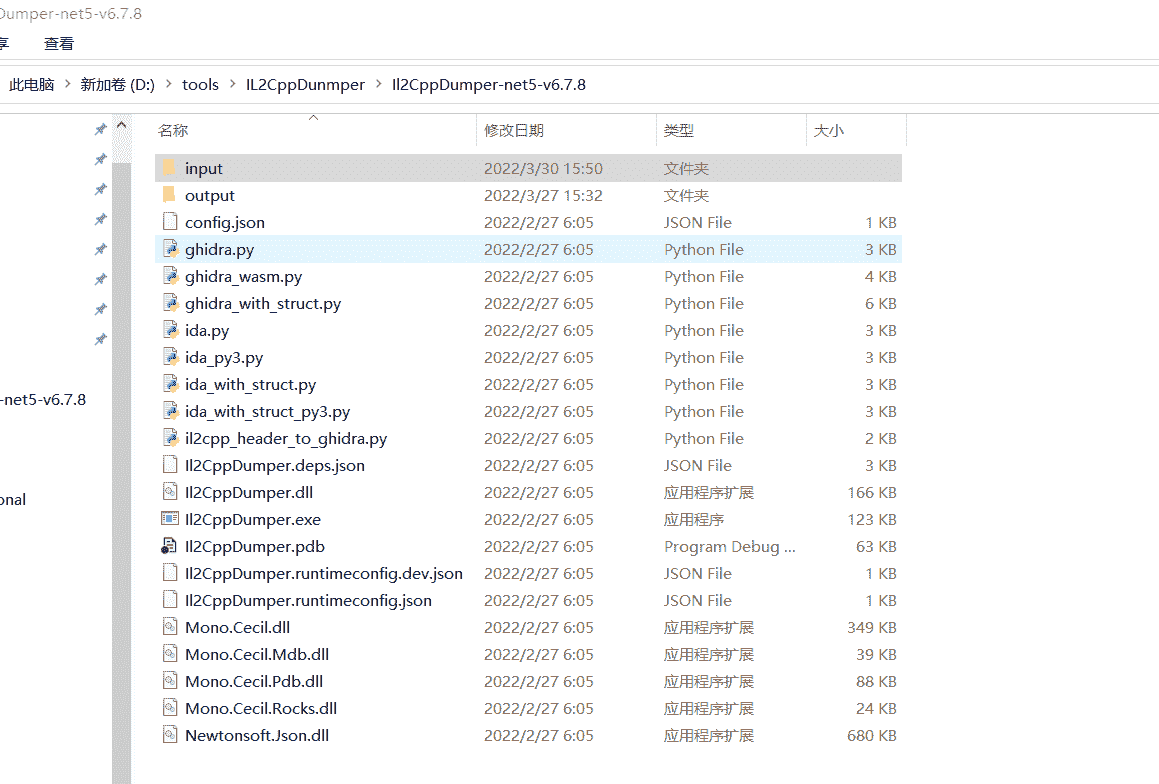 Dumper-net5-v6.7.8
享 查看
此电脑 > 新加卷 (D:) > tools > IL2CppDunmper > Il2CppDumper-net5-v6.7.8
名称 修改日期 类型 大小
input 2022/3/30 15:50 文件夹
output 2022/3/27 15:32 文件夹
config.json 2022/2/27 6:05 JSON File 1 KB
ghidra.py 2022/2/27 6:05 Python File 3 KB
ghidra_wasm.py 2022/2/27 6:05 Python File 4 KB
ghidra_with_struct.py 2022/2/27 6:05 Python File 6 KB
ida.py 2022/2/27 6:05 Python File 3 KB
ida_py3.py 2022/2/27 6:05 Python File 3 KB
ida_with_struct.py 2022/2/27 6:05 Python File 3 KB
-net5-v6.7.8
ida_with_struct_py3.py 2022/2/27 6:05 Python File 3 KB
il2cpp_header_to_ghidra.py 2022/2/27 6:05 Python File 2 KB
Il2CppDumper.deps.json 2022/2/27 6:05 JSON File 3 KB
Il2CppDumper.dll 2022/2/27 6:05 应用程序扩展 166 KB
onal
Il2CppDumper.exe 2022/2/27 6:05 应用程序 123 KB
Il2CppDumper.pdb 2022/2/27 6:05 Program Debug ... 63 KB
Il2CppDumper.runtimeconfig.dev.json 2022/2/27 6:05 JSON File 1 KB
Il2CppDumper.runtimeconfig.json 2022/2/27 6:05 JSON File 1 KB
Mono.Cecil.dll 2022/2/27 6:05 应用程序扩展 349 KB
Mono.Cecil.Mdb.dll 2022/2/27 6:05 应用程序扩展 39 KB
Mono.Cecil.Pdb.dll 2022/2/27 6:05 应用程序扩展 88 KB
Mono.Cecil.Rocks.dll 2022/2/27 6:05 应用程序扩展 24 KB
Newtonsoft.Json.dll 2022/2/27 6:05 应用程序扩展 680 KB